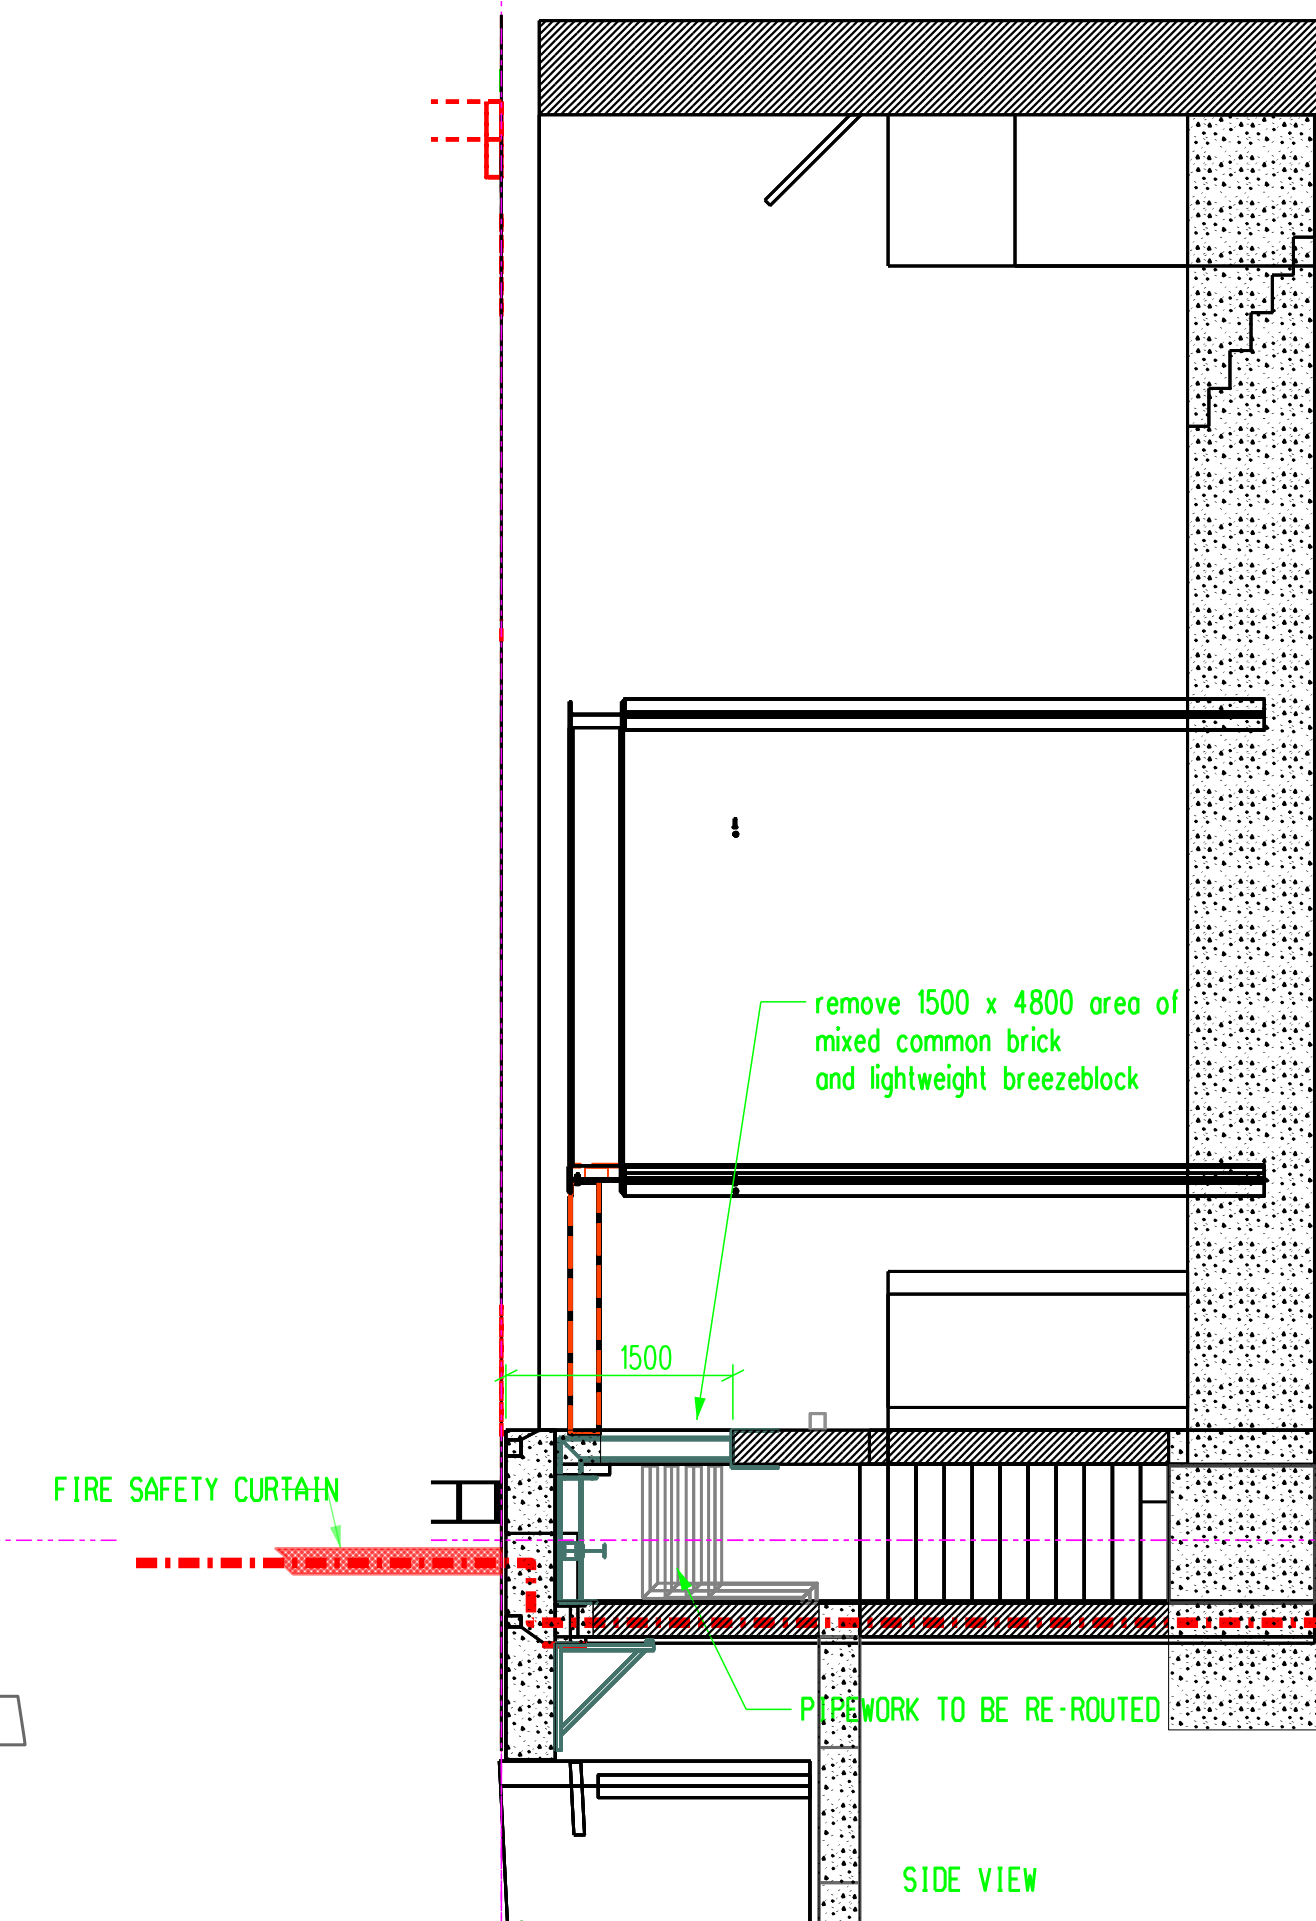 remove 1500 x 4800 area of
mixed common brick
and lightweight breezeblock
1500
FIRE SAFETY CURTAIN
PIPEWORK TO BE RE-ROUTED
SIDE VIEW